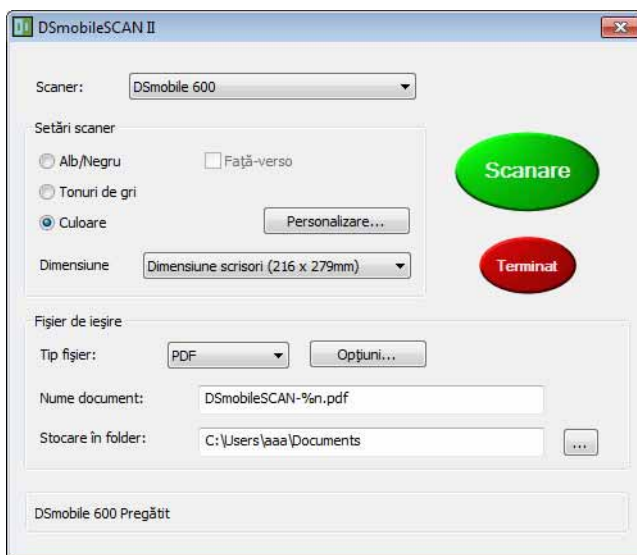 DSmobileSCAN II
Scaner: DSmobile 600
Setări scaner
Alb/Negru Față-verso
Tonuri de gri
Culoare Personalizare...
Dimensiune Dimensiune scrisori (216 x 279mm)
Scanare
Terminat
Fișier de ieșire
Tip fișier: PDF Opțiuni...
Nume document: DSmobileSCAN-%n.pdf
Stocare în folder: C:\Users\aaa\Documents ...
DSmobile 600 Pregătit